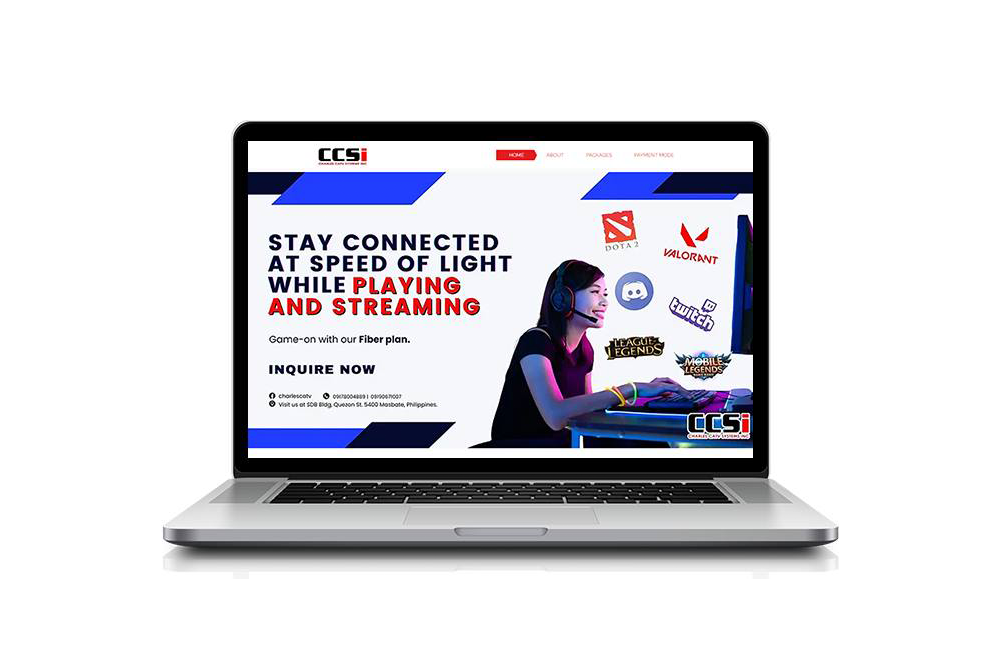 CCSi
CHARLES CATV SYSTEMS INC
HOME
ABOUT
PACKAGES
PAYMENT MODE
STAY CONNECTED
AT SPEED OF LIGHT
WHILE PLAYING
AND STREAMING
Game-on with our Fiber plan.
INQUIRE NOW
charlescatv 09178004889 | 09190671037
Visit us at SDB Bldg, Quezon St. 5400 Masbate, Philippines.
DOTA 2
VALORANT
twitch
LEAGUE OF
LEGENDS
MOBILE
LEGENDS
CCSi
CHARLES CATV SYSTEMS INC